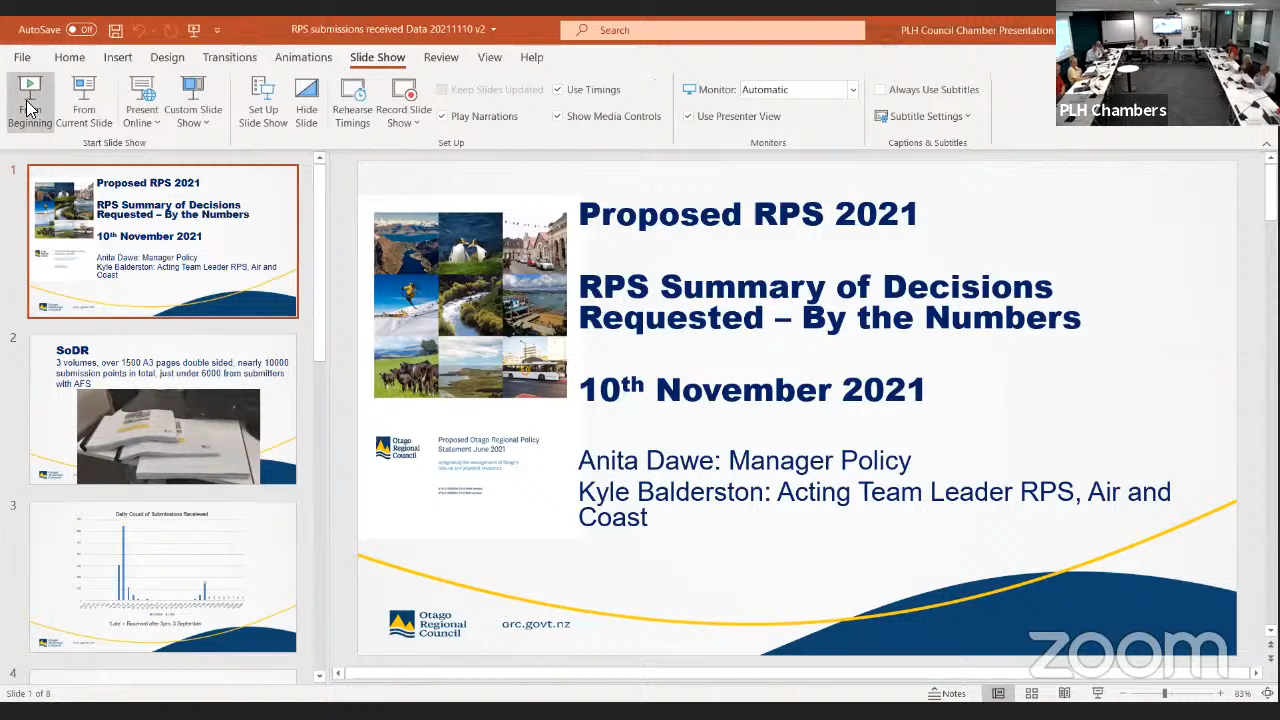 AutoSave Off
RPS submissions received Data 20211110 v2
Search
PLH Council Chamber Presentation
File Home Insert Design Transitions Animations Slide Show Review View Help
From Beginning
From Current Slide
Present Online
Custom Slide Show
Set Up Slide Show
Hide Slide
Rehearse Timings
Record Slide Show
Keep Slides Updated
Play Narrations
Use Timings
Show Media Controls
Monitor: Automatic
Use Presenter View
Always Use Subtitles
Subtitle Settings
Start Slide Show
Set Up
Monitors
Captions & Subtitles
PLH Chambers
1
Proposed RPS 2021
RPS Summary of Decisions
Requested – By the Numbers
10th November 2021
Anita Dawe: Manager Policy
Kyle Balderston: Acting Team Leader RPS, Air and
Coast
2
SoDR
3 volumes, over 1500 A3 pages double sided, nearly 10000
submission points in total, just under 6000 from submitters
with AFS
3
Daily Count of Submissions Received
4
Proposed RPS 2021
RPS Summary of Decisions
Requested – By the Numbers
10th November 2021
Anita Dawe: Manager Policy
Kyle Balderston: Acting Team Leader RPS, Air and
Coast
Otago
Regional
Council
Proposed Otago Regional Policy
Statement June 2021
Otago
Regional
Council
orc.govt.nz
zoom
Slide 1 of 8
Notes
83%